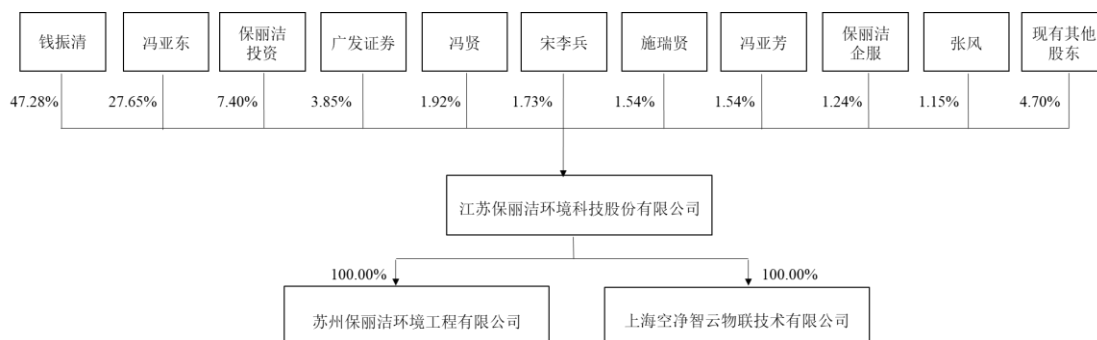 钱振清
冯亚东
保丽洁
投资
广发证券
冯贤
宋李兵
施瑞贤
冯亚芳
保丽洁
企服
张风
现有其他
股东
47.28%
27.65%
7.40%
3.85%
1.92%
1.73%
1.54%
1.54%
1.24%
1.15%
4.70%
江苏保丽洁环境科技股份有限公司
100.00%
100.00%
苏州保丽洁环境工程有限公司
上海空净智云物联技术有限公司